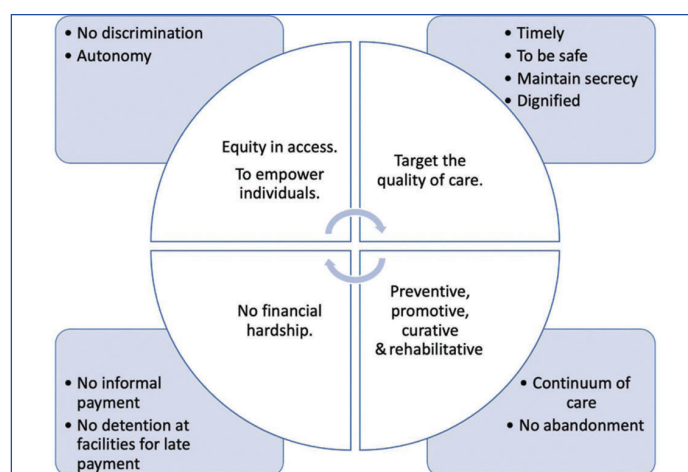 • No discrimination
• Autonomy
• Timely
• To be safe
• Maintain secrecy
• Dignified
Equity in access.
To empower
individuals.
Target the
quality of care.
No financial
hardship.
Preventive,
promotive,
curative
& rehabilitative
• No informal
payment
• No detention at
facilities for late
payment
• Continuum of
care
• No abandonment